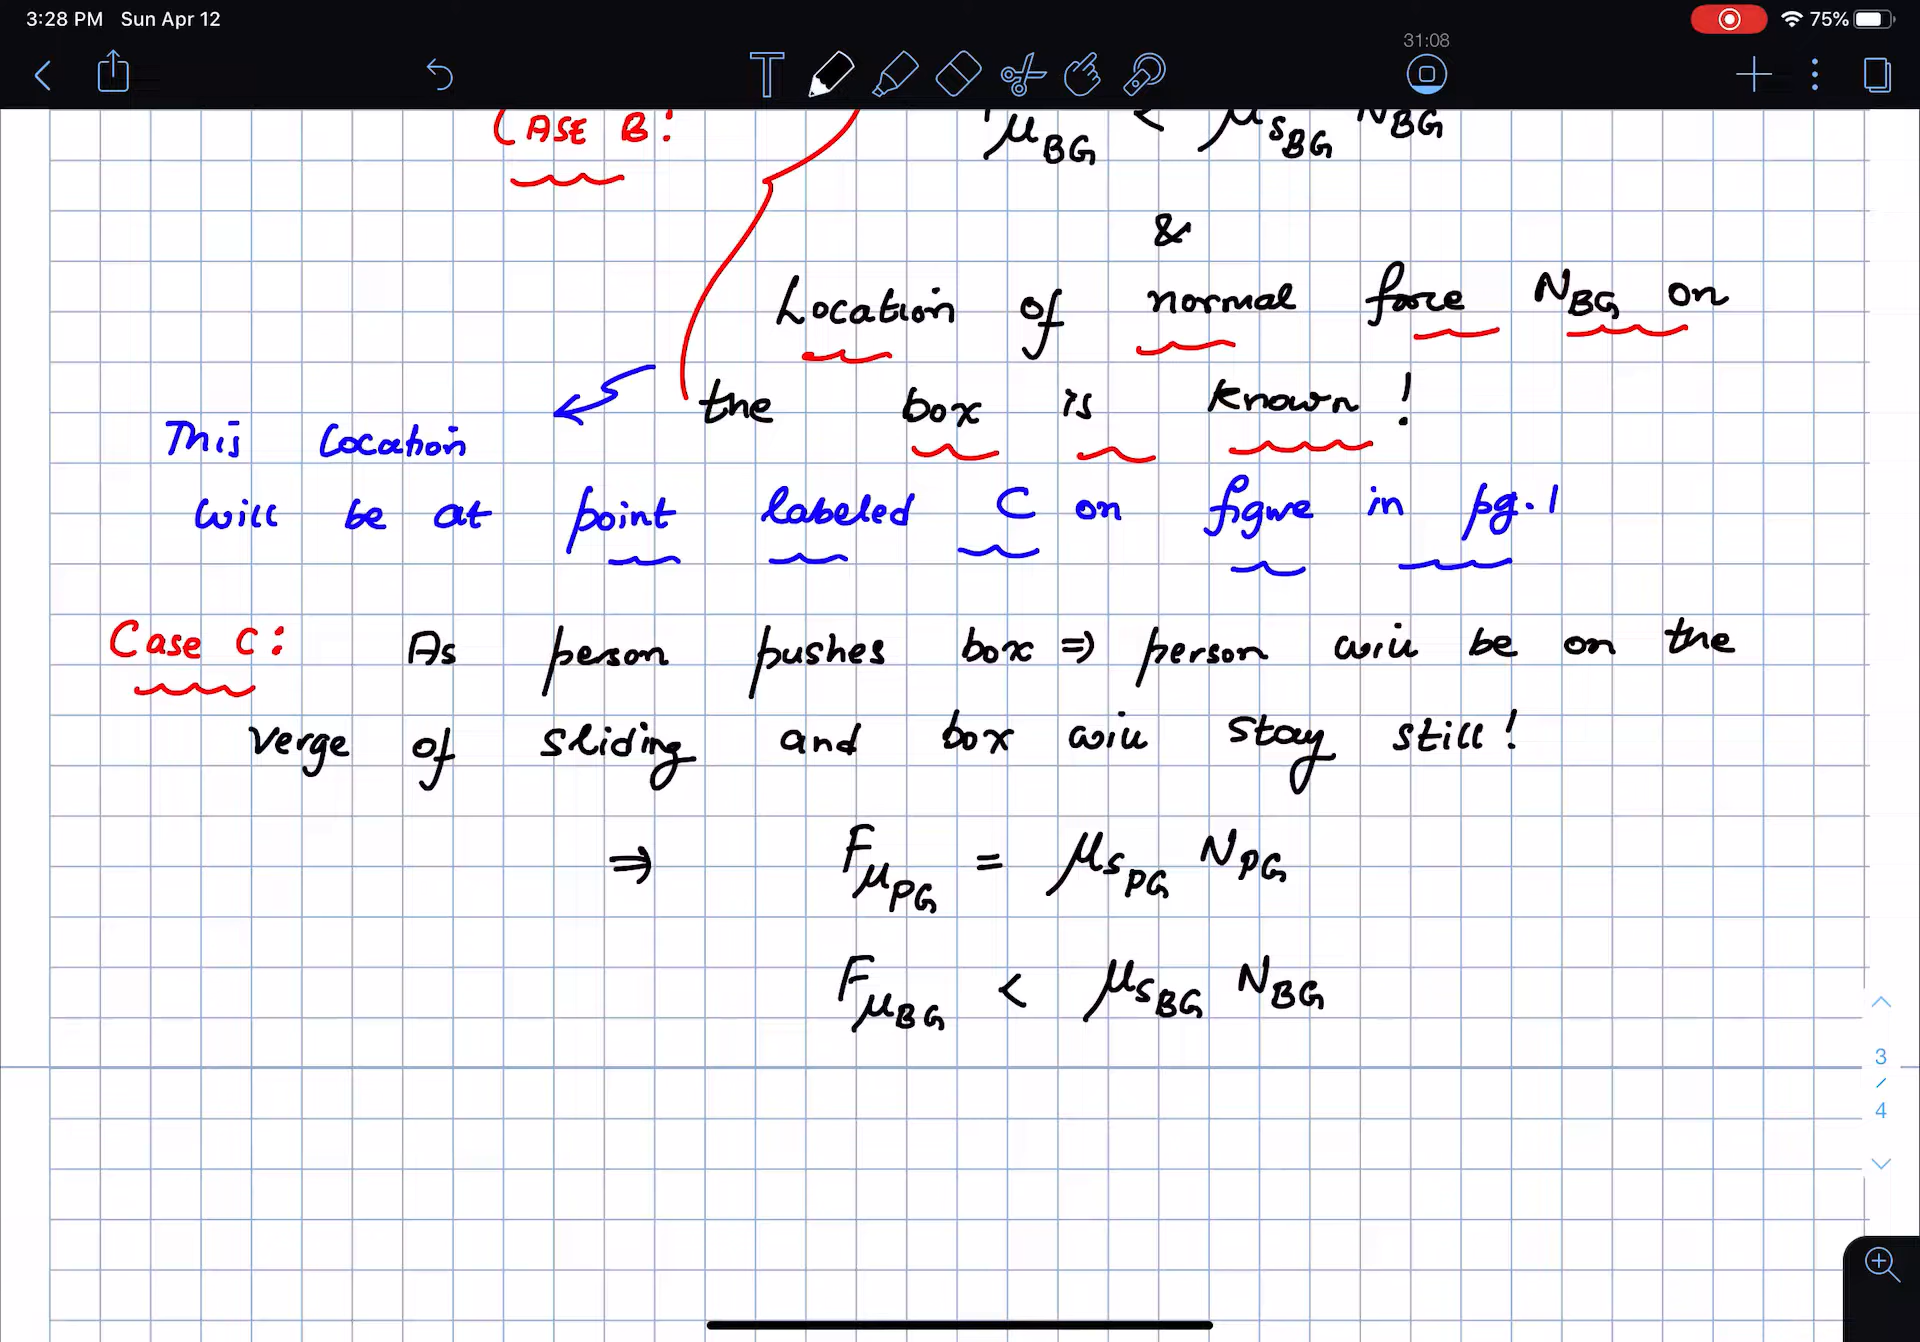 3:28 PM Sun Apr 12
75%
31:08
T
CASE B:
μBG < μsBG NBG
&
Location of normal force NBG on
the box is known!
This location
will be at point labeled C on figure in pg.1
Case C: As person pushes box ⇒ person will be on the
verge of sliding and box will stay still!
⇒ FμPG = μsPG NPG
FμBG < μsBG NBG
3
/
4